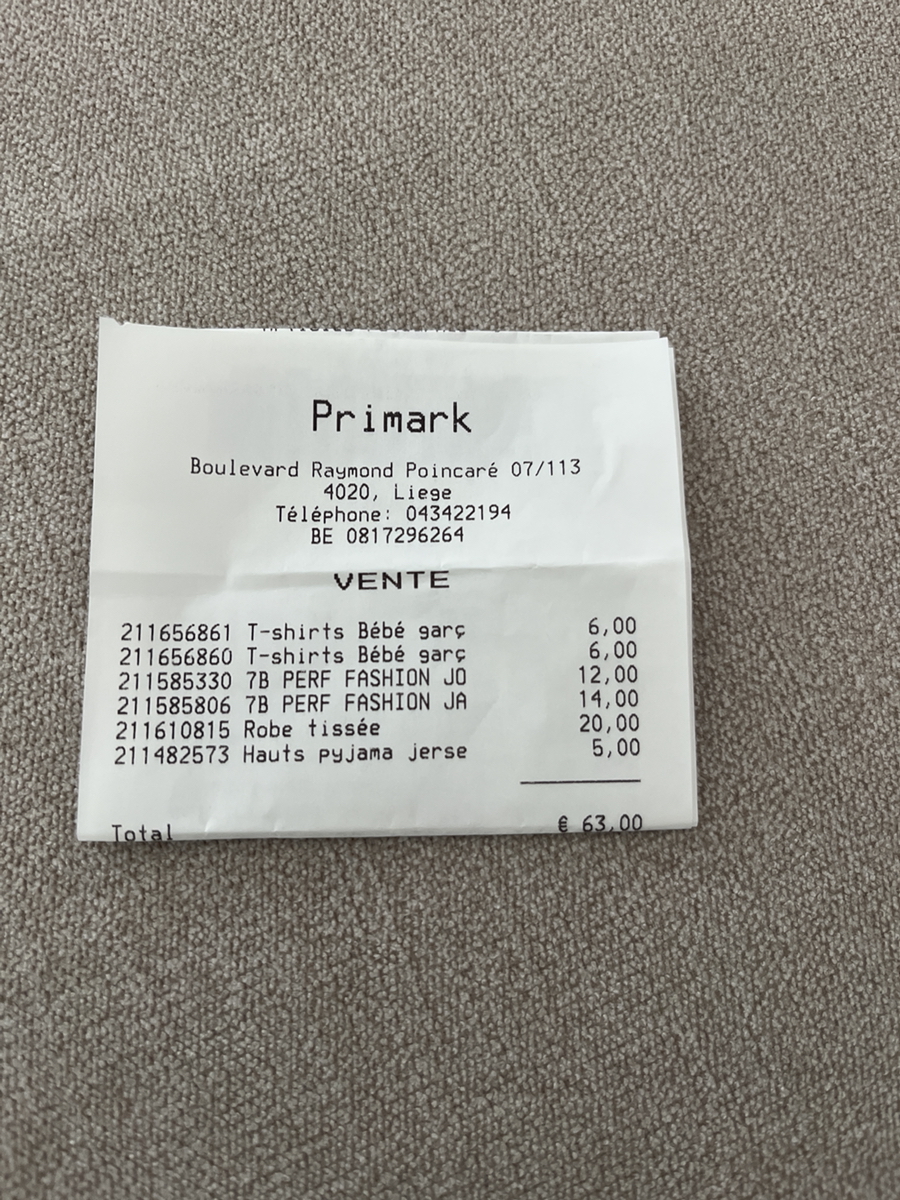 Primark
Boulevard Raymond Poincaré 07/113
4020, Liege
Téléphone: 043422194
BE 0817296264
VENTE
211656861 T-shirts Bébé garç 6,00
211656860 T-shirts Bébé garç 6,00
211585330 7B PERF FASHION JO 12,00
211585806 7B PERF FASHION JA 14,00
211610815 Robe tissée 20,00
211482573 Hauts pyjama jerse 5,00
Total € 63,00